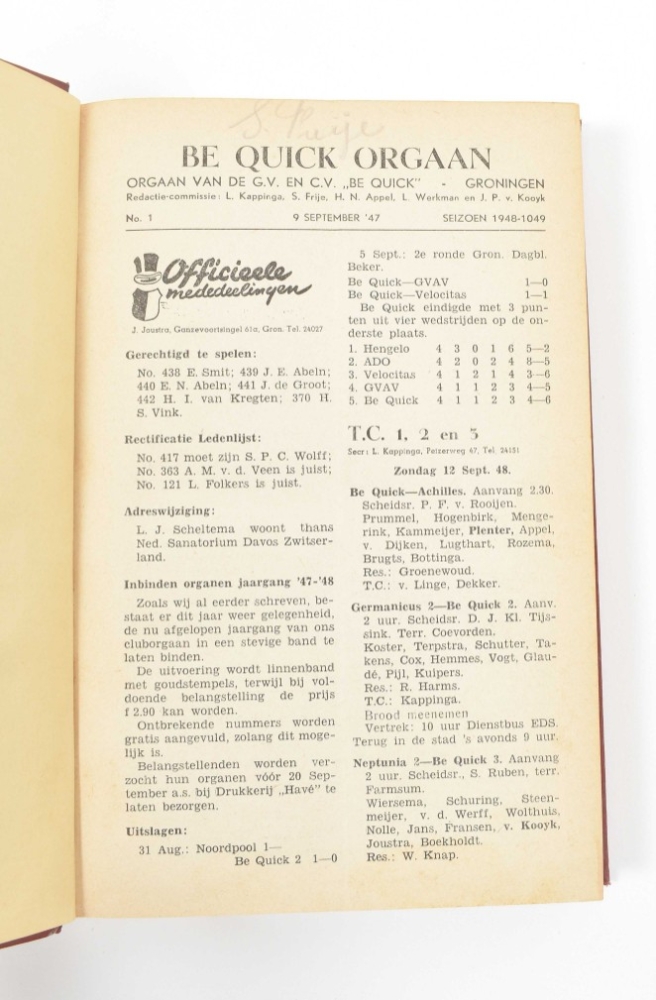 S. Frije
BE QUICK ORGAAN
ORGAAN VAN DE G.V. EN C.V. „BE QUICK" - GRONINGEN
Redactie-commissie: L. Kappinga, S. Frije, H. N. Appel, L. Werkman en J. P. v. Kooyk
No. 1 9 SEPTEMBER '47 SEIZOEN 1948-1049
Officieele
mededeelingen
J. Joustra, Ganzevoortsingel 61a, Gron. Tel. 24027
Gerechtigd te spelen:
No. 438 E. Smit; 439 J. E. Abeln;
440 E. N. Abeln; 441 J. de Groot;
442 H. I. van Kregten; 370 H.
S. Vink.
Rectificatie Ledenlijst:
No. 417 moet zijn S. P. C. Wolff;
No. 363 A. M. v. d. Veen is juist;
No. 121 L. Folkers is juist.
Adreswijziging:
L. J. Scheltema woont thans
Ned. Sanatorium Davos Zwitser-
land.
Inbinden organen jaargang '47-'48
Zoals wij al eerder schreven, be-
staat er dit jaar weer gelegenheid,
de nu afgelopen jaargang van ons
cluborgaan in een stevige band te
laten binden.
De uitvoering wordt linnenband
met goudstempels, terwijl bij vol-
doende belangstelling de prijs
f 2.90 kan worden.
Ontbrekende nummers worden
gratis aangevuld, zolang dit moge-
lijk is.
Belangstellenden worden ver-
zocht hun organen vóór 20 Sep-
tember a.s. bij Drukkerij „Havé" te
laten bezorgen.
Uitslagen:
31 Aug.: Noordpool 1—
Be Quick 2 1—0
5 Sept.: 2e ronde Gron. Dagbl.
Beker.
Be Quick—GVAV 1—0
Be Quick—Velocitas 1—1
Be Quick eindigde met 3 pun-
ten uit vier wedstrijden op de on-
derste plaats.
1. Hengelo 4 3 0 1 6 5—2
2. ADO 4 2 0 2 4 8—5
3. Velocitas 4 1 2 1 4 3—6
4. GVAV 4 1 1 2 3 4—5
5. Be Quick 4 1 1 2 3 4—6
T.C. 1, 2 en 3
Secr: L. Kappinga, Peizerweg 67, Tel. 24151
Zondag 12 Sept. 48.
Be Quick—Achilles. Aanvang 2.30.
Scheidsr. P. F. v. Rooijen.
Prummel, Hogenbirk, Menge-
rink, Kammeijer, Plenter, Appel,
v. Dijken, Lugthart, Rozema,
Brugts, Bottinga.
Res.: Groenewoud.
T.C.: v. Linge, Dekker.
Germanicus 2—Be Quick 2. Aanv.
2 uur. Scheidsr. D. J. Kl. Tijs-
sink. Terr. Coevorden.
Koster, Terpstra, Schutter, Ta-
kens, Cox, Hemmes, Vogt, Glau-
dé, Pijl, Kuipers.
Res.: R. Harms.
T.C.: Kappinga.
Brood meenemen
Vertrek: 10 uur Dienstbus EDS.
Terug in de stad 's avonds 9 uur.
Neptunia 2—Be Quick 3. Aanvang
2 uur. Scheidsr., S. Ruben, terr.
Farmsum.
Wiersema, Schuring, Steen-
meijer, v. d. Werff, Wolthuis,
Nolle, Jans, Fransen, v. Kooyk,
Joustra, Boekholdt.
Res.: W. Knap.